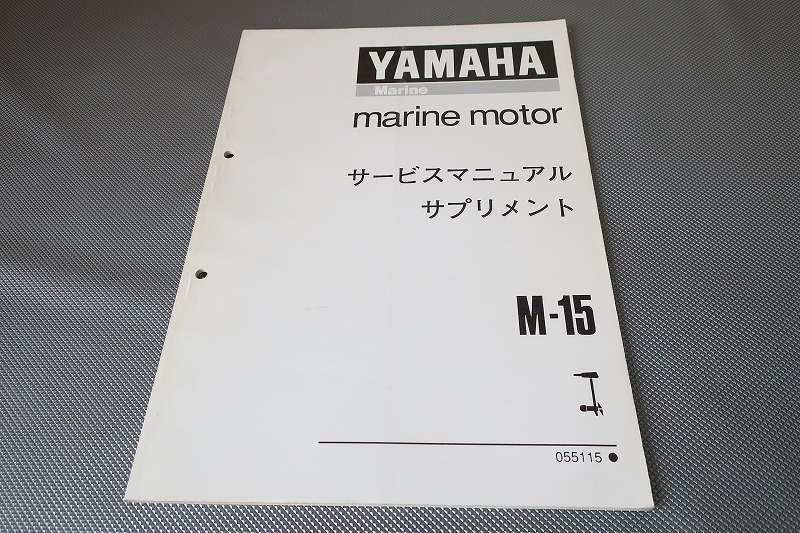 YAMAHA
Marine
marine motor
サービスマニュアル
サプリメント
M-15
055115 ●